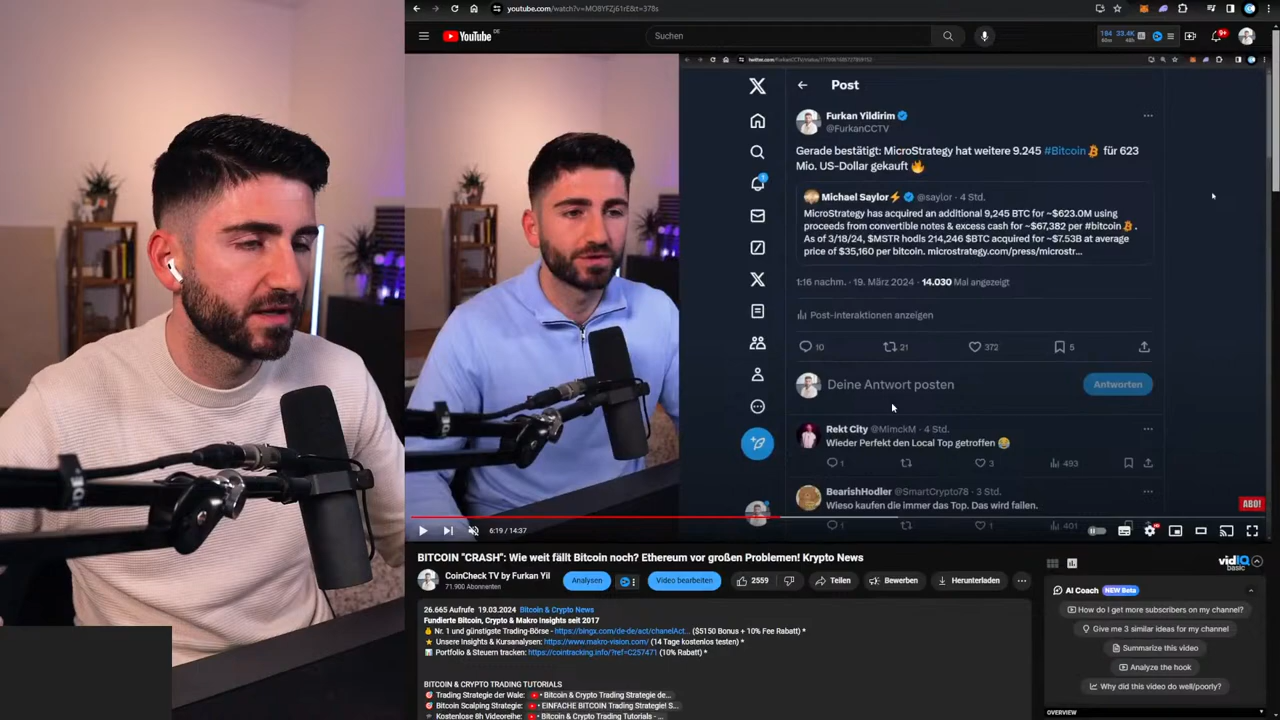 youtube.com/watch?v=MO8YFZj61rE&t=378s
YouTube DE
Suchen
184 33.4K
60m 48h
9+
Post
Furkan Yildirim
@FurkanCCTV
Gerade bestätigt: MicroStrategy hat weitere 9.245 #Bitcoin für 623
Mio. US-Dollar gekauft
Michael Saylor @saylor · 4 Std.
MicroStrategy has acquired an additional 9,245 BTC for ~$623.0M using
proceeds from convertible notes & excess cash for ~$67,382 per #bitcoin .
As of 3/18/24, $MSTR hodls 214,246 $BTC acquired for ~$7.53B at average
price of $35,160 per bitcoin. microstrategy.com/press/microstr...
1:16 nachm. · 19. März 2024 · 14.030 Mal angezeigt
Post-interaktionen anzeigen
10 21 372 5
Deine Antwort posten
Antworten
Rekt City @MimckM · 4 Std.
Wieder Perfekt den Local Top getroffen
1 3 493
BearishHodler @SmartCrypto78 · 3 Std.
Wieso kaufen die immer das Top. Das wird fallen.
1 401
ABO!
6:19 / 14:37
BITCOIN "CRASH": Wie weit fällt Bitcoin noch? Ethereum vor großen Problemen! Krypto News
CoinCheck TV by Furkan Yil
71.900 Abonnenten
Analysen
Video bearbeiten
2559
Teilen
Bewerben
Herunterladen
26.665 Aufrufe 19.03.2024 Bitcoin & Crypto News
Fundierte Bitcoin, Crypto & Makro Insights seit 2017
Nr. 1 und günstigste Trading-Börse - https://bingx.com/de-de/act/chanelAct... ($5150 Bonus + 10% Fee Rabatt) *
Unsere Insights & Kursanalysen: https://www.makro-vision.com/ (14 Tage kostenlos testen) *
Portfolio & Steuern tracken: https://cointracking.info/?ref=C257471 (10% Rabatt) *
BITCOIN & CRYPTO TRADING TUTORIALS
Trading Strategie der Wale: • Bitcoin & Crypto Trading Strategie de...
Bitcoin Scalping Strategie: • EINFACHE BITCOIN Trading Strategie! S...
Kostenlose 8h Videoreihe: • Bitcoin & Crypto Trading Tutorials - ...
vidIQ
basic
AI Coach NEW Beta
How do I get more subscribers on my channel?
Give me 3 similar ideas for my channel
Summarize this video
Analyze the hook
Why did this video do well/poorly?
OVERVIEW